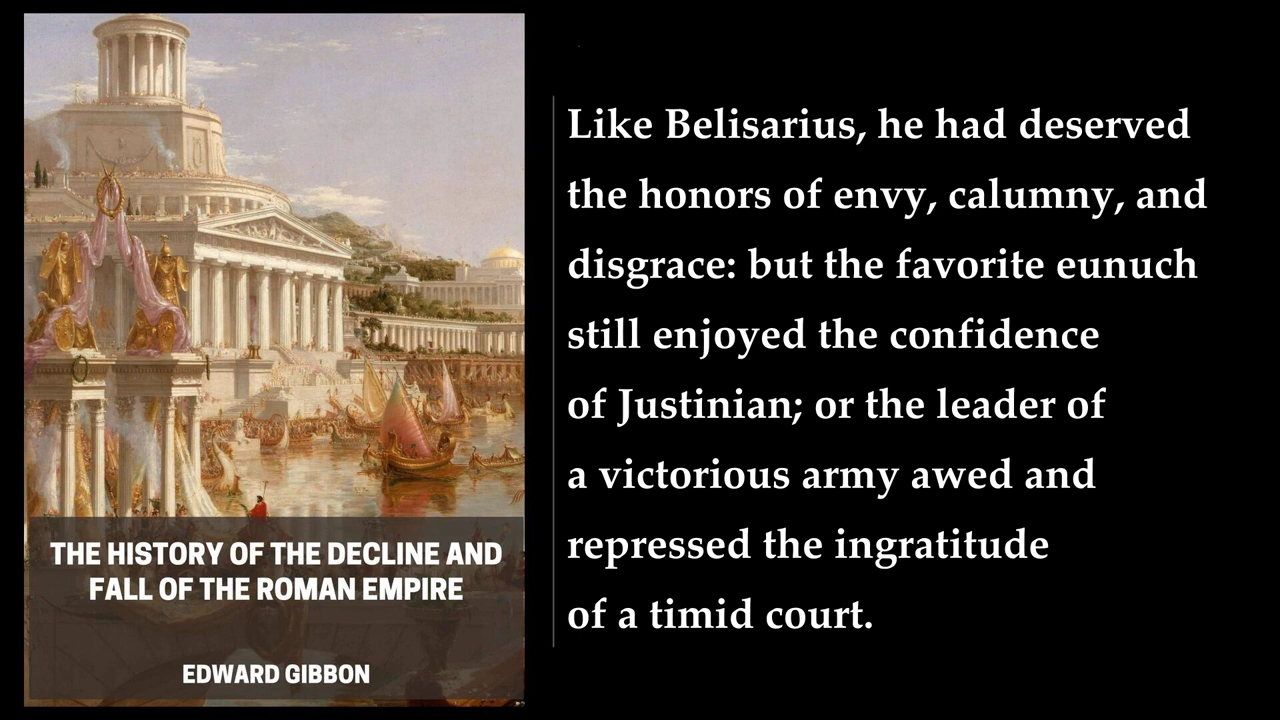 THE HISTORY OF THE DECLINE AND
FALL OF THE ROMAN EMPIRE
EDWARD GIBBON
Like Belisarius, he had deserved
the honors of envy, calumny, and
disgrace: but the favorite eunuch
still enjoyed the confidence
of Justinian; or the leader of
a victorious army awed and
repressed the ingratitude
of a timid court.